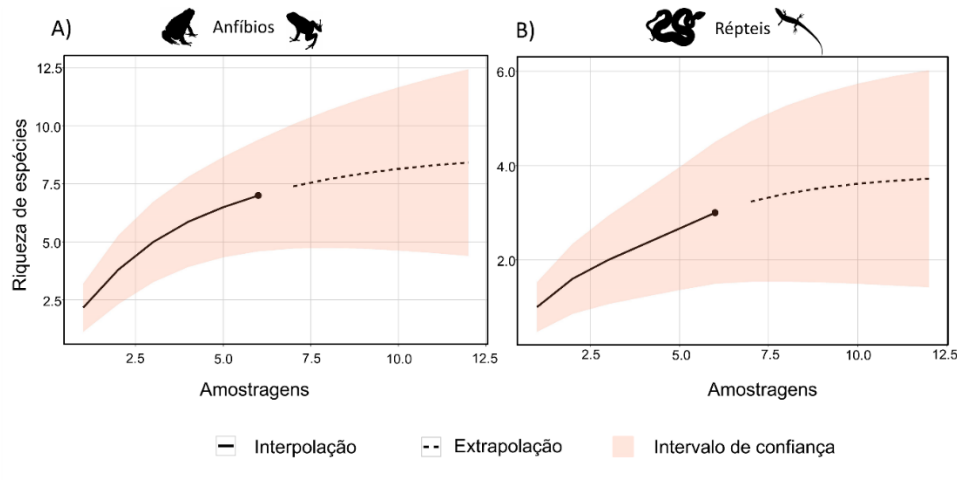 A) Anfíbios
B) Répteis
Riqueza de espécies
12.5
10.0
7.5
5.0
2.5
2.5 5.0 7.5 10.0 12.5
Amostragens
6.0
4.0
2.0
2.5 5.0 7.5 10.0 12.5
Amostragens
Interpolação Extrapolação Intervalo de confiança